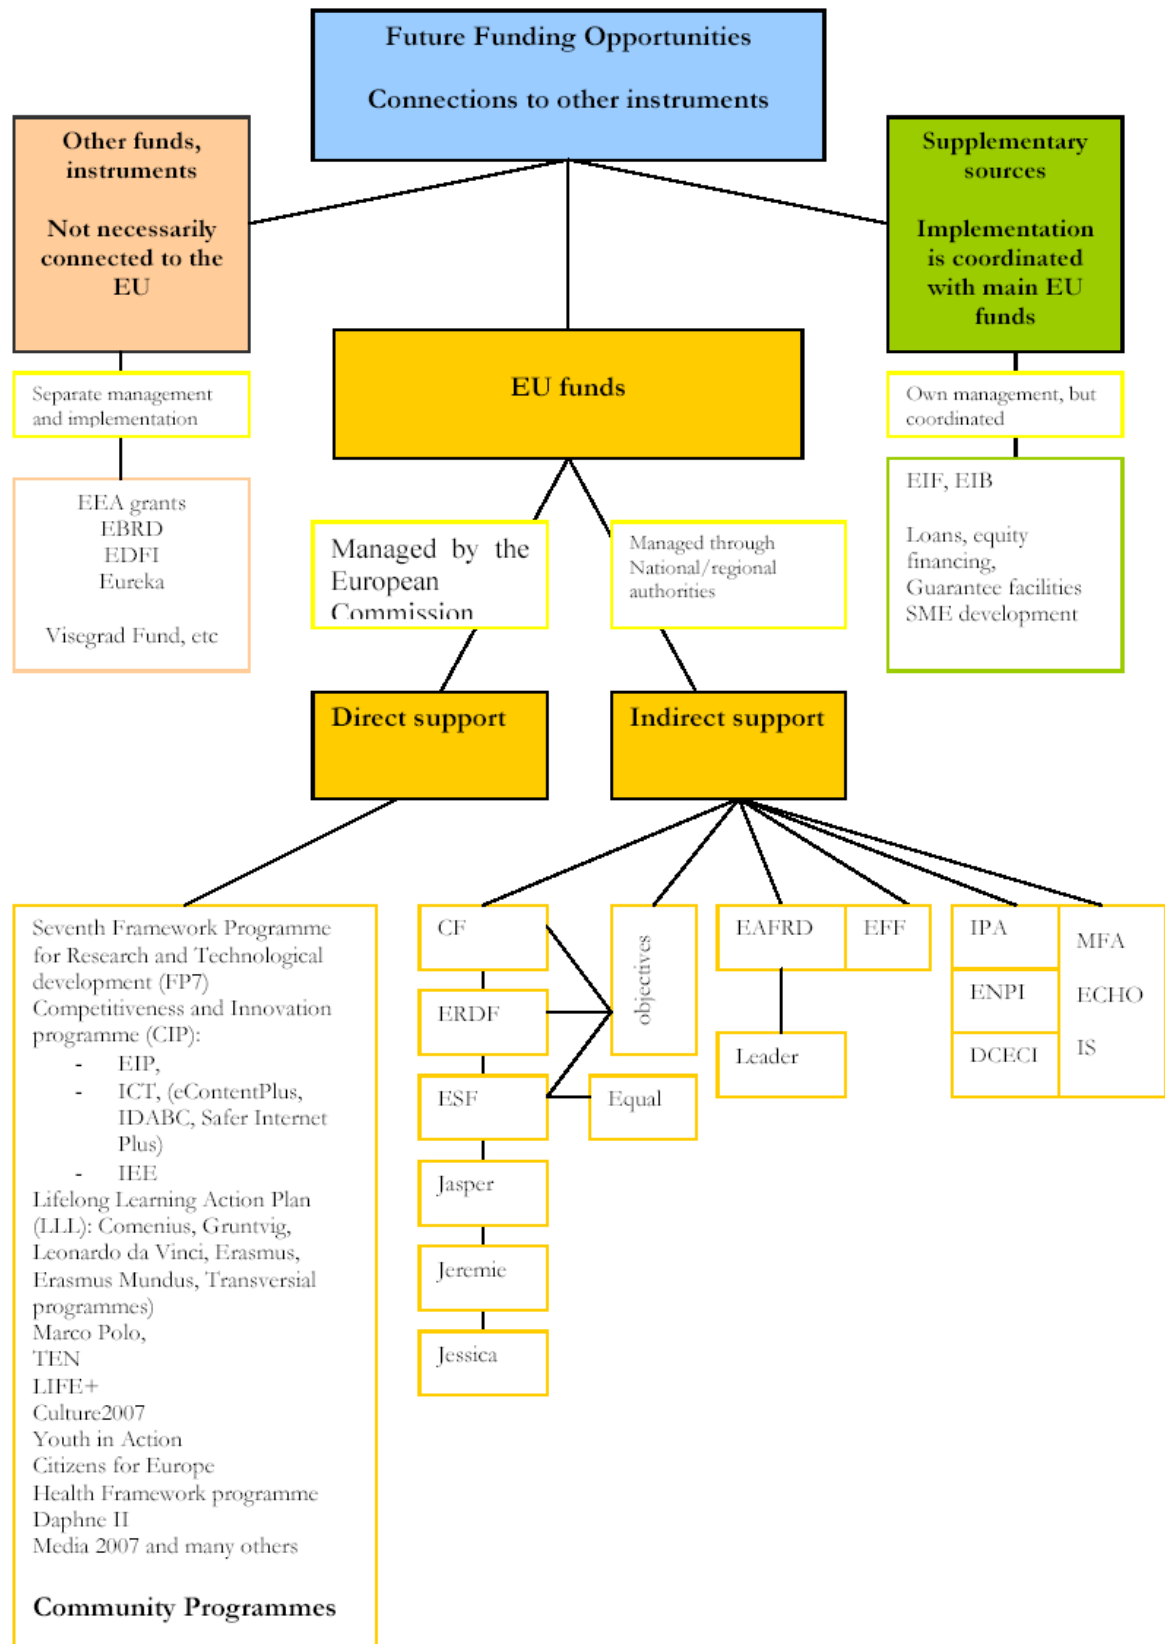 Future Funding Opportunities
Connections to other instruments
Other funds,
instruments
Not necessarily
connected to the
EU
Supplementary
sources
Implementation
is coordinated
with main EU
funds
EU funds
Separate management
and implementation
Own management, but
coordinated
EEA grants
EBRD
EDFI
Eureka
Visegrad Fund, etc
EIF, EIB
Loans, equity
financing,
Guarantee facilities
SME development
Managed by the
European
Commission
Managed through
National/regional
authorities
Direct support
Indirect support
Seventh Framework Programme
for Research and Technological
development (FP7)
Competitiveness and Innovation
programme (CIP):
- EIP,
- ICT, (eContentPlus,
IDABC, Safer Internet
Plus)
- IEE
Lifelong Learning Action Plan
(LLL): Comenius, Gruntvig,
Leonardo da Vinci, Erasmus,
Erasmus Mundus, Transversial
programmes)
Marco Polo,
TEN
LIFE+
Culture2007
Youth in Action
Citizens for Europe
Health Framework programme
Daphne II
Media 2007 and many others
Community Programmes
CF
ERDF
ESF
Jasper
Jeremie
Jessica
objectives
Equal
EAFRD
Leader
EFF
IPA
ENPI
DCECI
MFA
ECHO
IS